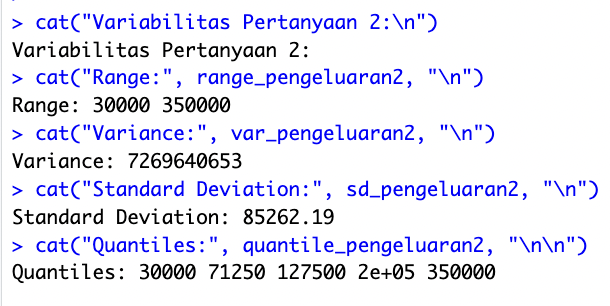 > cat("Variabilitas Pertanyaan 2:\n")
Variabilitas Pertanyaan 2:
> cat("Range:", range_pengeluaran2, "\n")
Range: 30000 350000
> cat("Variance:", var_pengeluaran2, "\n")
Variance: 7269640653
> cat("Standard Deviation:", sd_pengeluaran2, "\n")
Standard Deviation: 85262.19
> cat("Quantiles:", quantile_pengeluaran2, "\n\n")
Quantiles: 30000 71250 127500 2e+05 350000